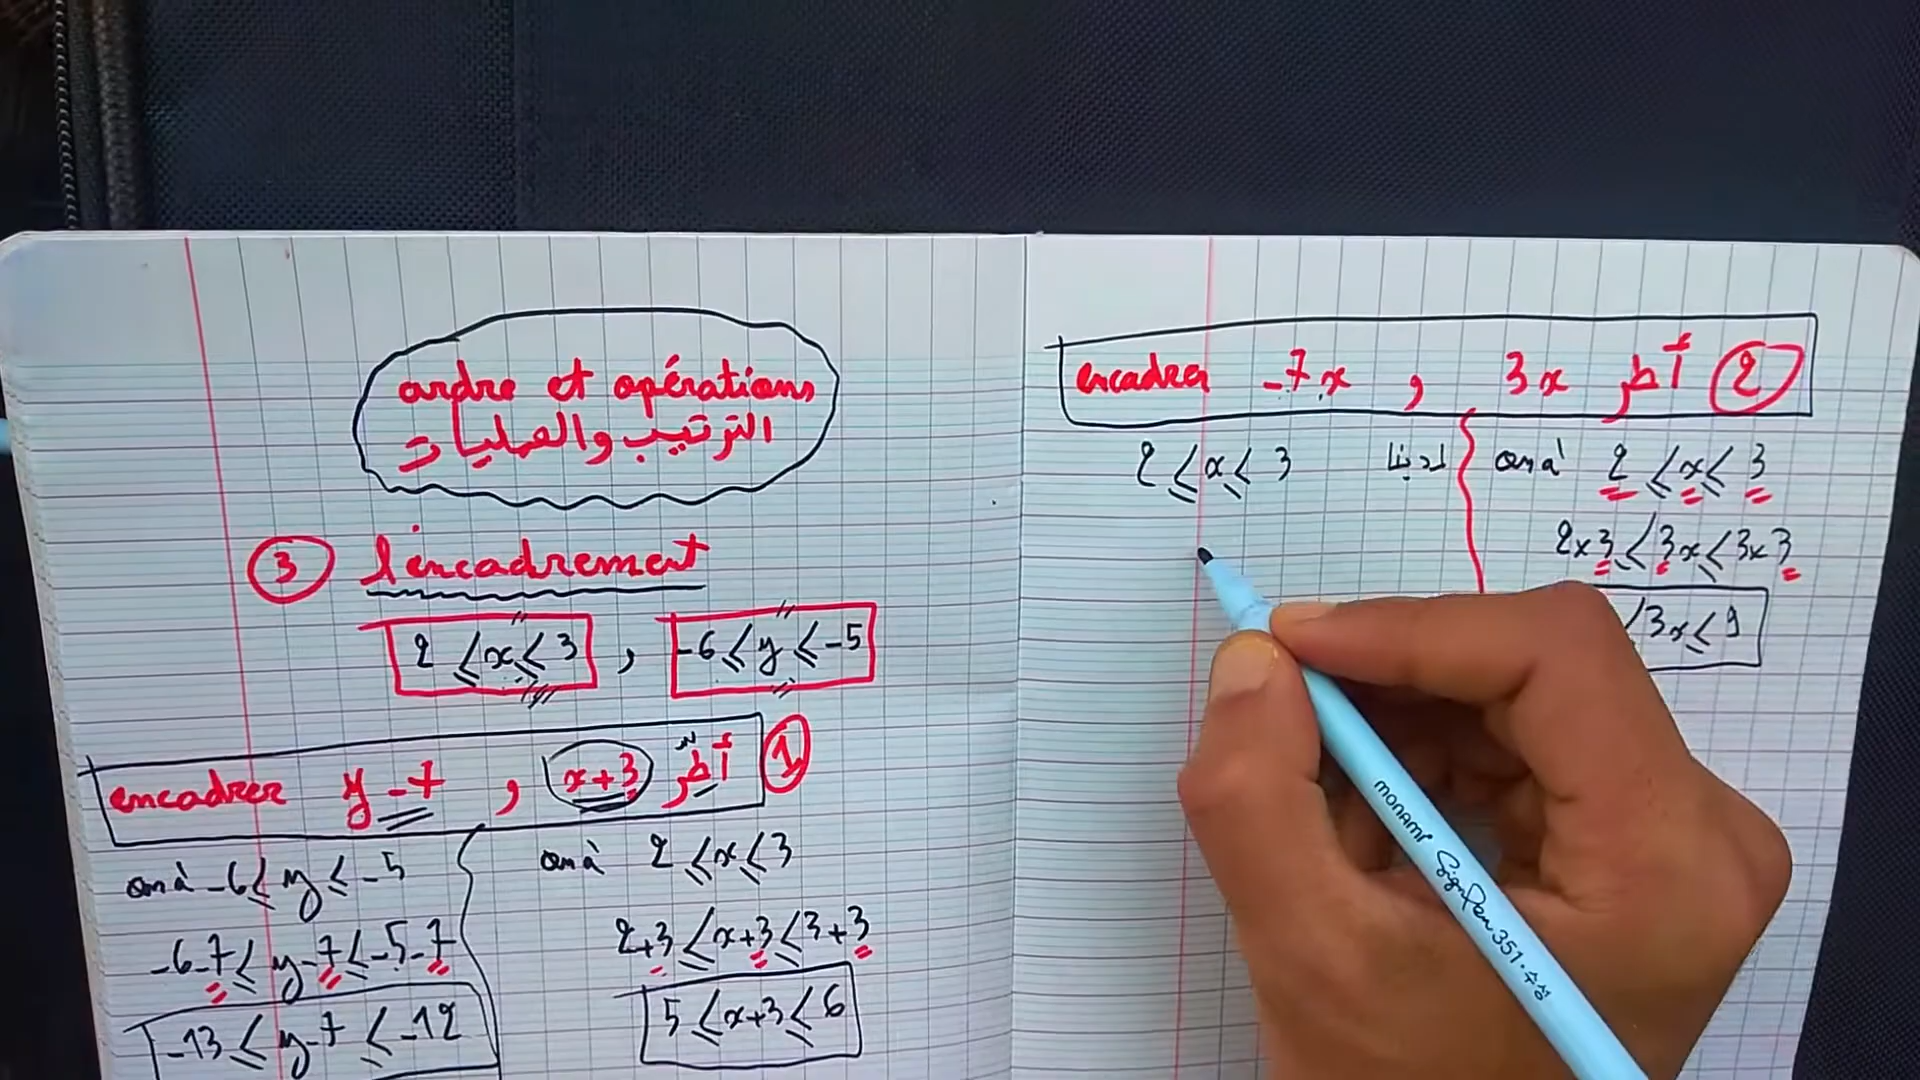 ordre et opérations
الترتيب والعمليات
3 l'encadrement
2 ⩽ x ⩽ 3 , -6 ⩽ y ⩽ -5
encadrer y-7 , x+3 أطر 1
on a -6 ⩽ y ⩽ -5
-6-7 ⩽ y-7 ⩽ -5-7
-13 ⩽ y-7 ⩽ -12
on a 2 ⩽ x ⩽ 3
2+3 ⩽ x+3 ⩽ 3+3
5 ⩽ x+3 ⩽ 6
encadrer -7x , 3x أطر 2
2 ⩽ x ⩽ 3 لدينا
on a 2 ⩽ x ⩽ 3
2×3 ⩽ 3x ⩽ 3×3
3x ⩽ 9
MONAMI SignPen 351·수성